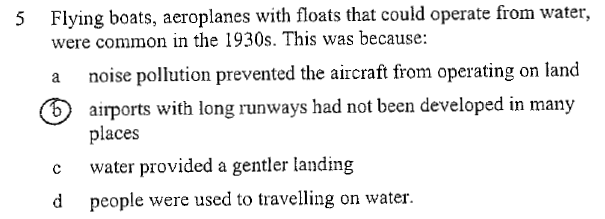 5 Flying boats, aeroplanes with floats that could operate from water,
were common in the 1930s. This was because:
a noise pollution prevented the aircraft from operating on land
b airports with long runways had not been developed in many
places
c water provided a gentler landing
d people were used to travelling on water.